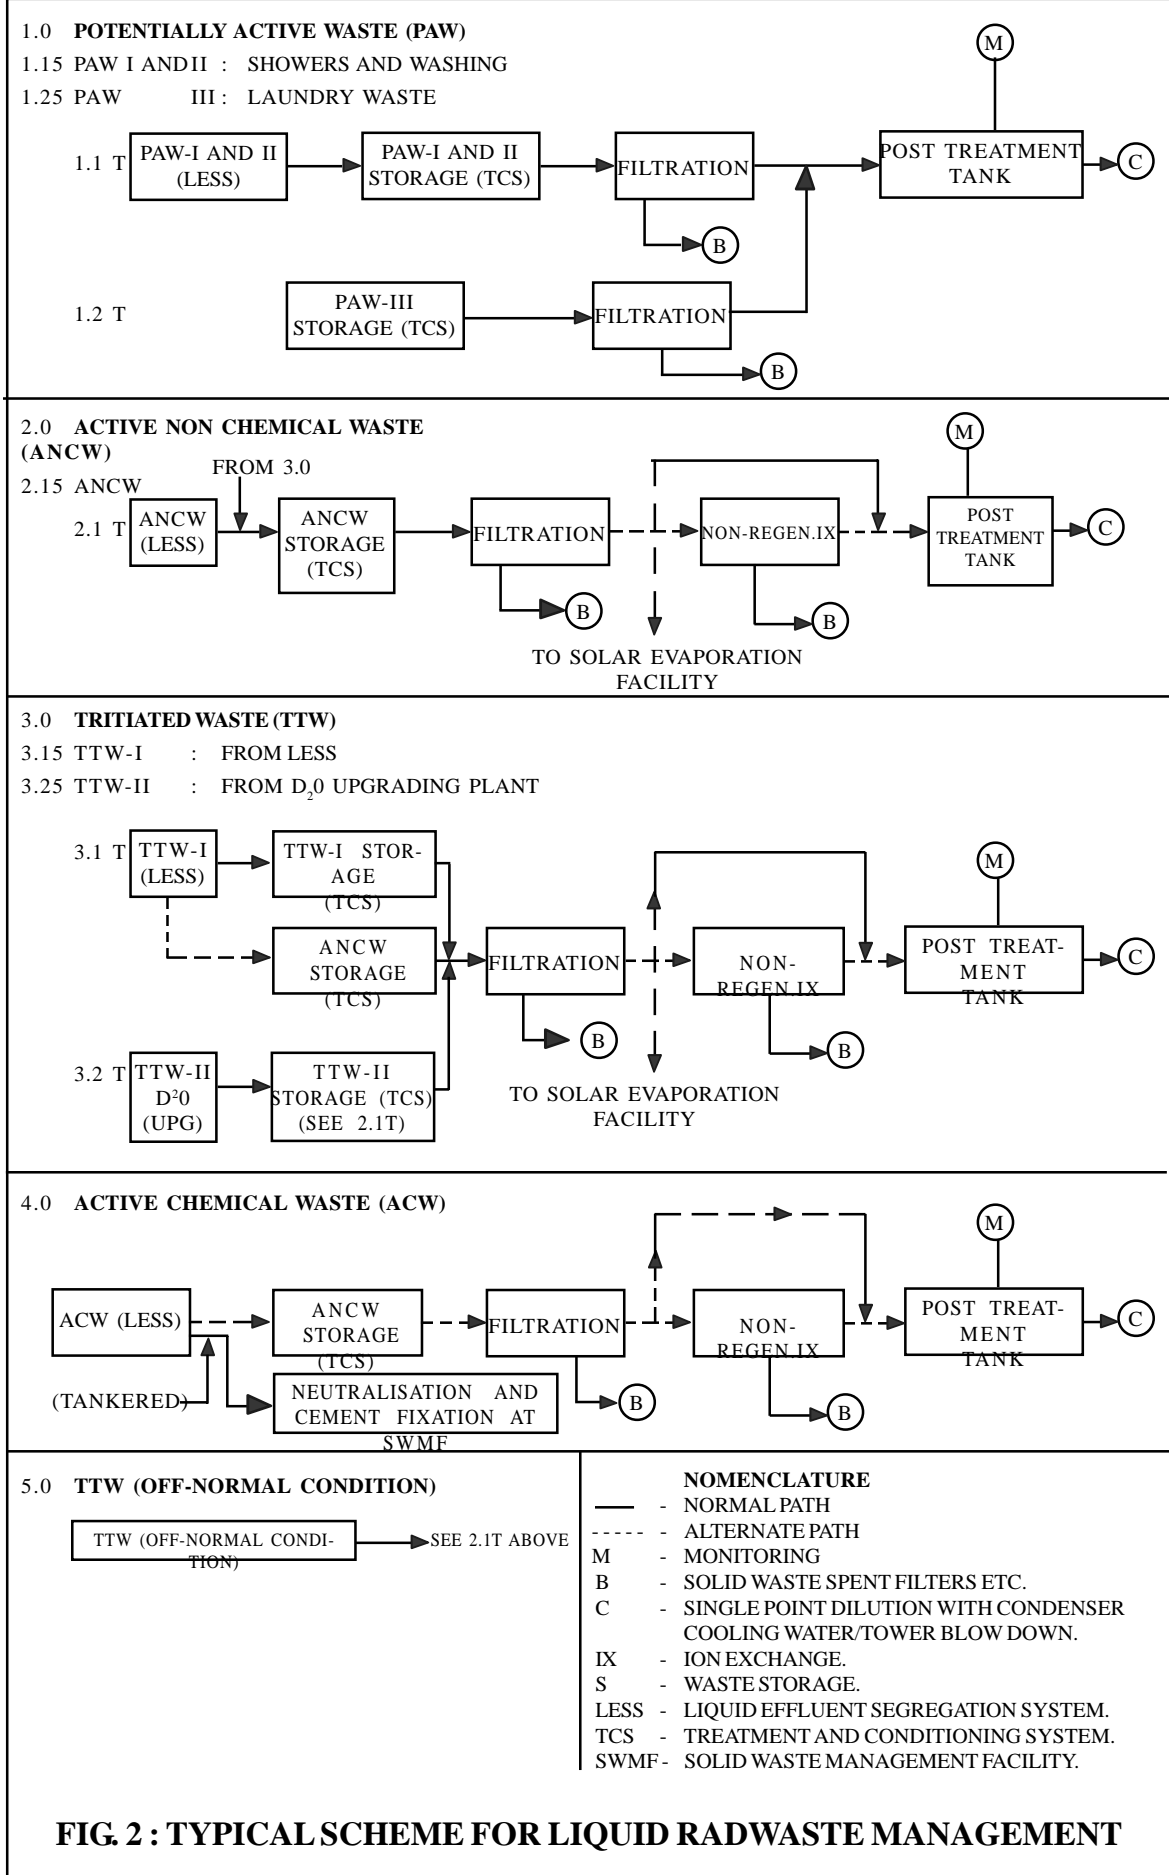 1.0 POTENTIALLY ACTIVE WASTE (PAW)
1.15 PAW I AND II : SHOWERS AND WASHING
1.25 PAW III : LAUNDRY WASTE
M
1.1 T
PAW-I AND II
(LESS)
PAW-I AND II
STORAGE (TCS)
FILTRATION
POST TREATMENT
TANK
C
B
1.2 T
PAW-III
STORAGE (TCS)
FILTRATION
B
2.0 ACTIVE NON CHEMICAL WASTE
(ANCW)
FROM 3.0
M
2.15 ANCW
2.1 T
ANCW
(LESS)
ANCW
STORAGE
(TCS)
FILTRATION
NON-REGEN.IX
POST
TREATMENT
TANK
C
B
B
TO SOLAR EVAPORATION
FACILITY
3.0 TRITIATED WASTE (TTW)
3.15 TTW-I : FROM LESS
3.25 TTW-II : FROM D₂0 UPGRADING PLANT
3.1 T
TTW-I
(LESS)
TTW-I STOR-
AGE
(TCS)
M
ANCW
STORAGE
(TCS)
FILTRATION
NON-
REGEN.IX
POST TREAT-
MENT
TANK
C
B
B
3.2 T
TTW-II
D²0
(UPG)
TTW-II
STORAGE (TCS)
(SEE 2.1T)
TO SOLAR EVAPORATION
FACILITY
4.0 ACTIVE CHEMICAL WASTE (ACW)
M
ACW (LESS)
ANCW
STORAGE
(TCS)
FILTRATION
NON-
REGEN.IX
POST TREAT-
MENT
TANK
C
(TANKERED)
NEUTRALISATION AND
CEMENT FIXATION AT
SWMF
B
B
5.0 TTW (OFF-NORMAL CONDITION)
TTW (OFF-NORMAL CONDI-
TION)
SEE 2.1T ABOVE
NOMENCLATURE
- NORMAL PATH
- ALTERNATE PATH
M - MONITORING
B - SOLID WASTE SPENT FILTERS ETC.
C - SINGLE POINT DILUTION WITH CONDENSER
COOLING WATER/TOWER BLOW DOWN.
IX - ION EXCHANGE.
S - WASTE STORAGE.
LESS - LIQUID EFFLUENT SEGREGATION SYSTEM.
TCS - TREATMENT AND CONDITIONING SYSTEM.
SWMF - SOLID WASTE MANAGEMENT FACILITY.
FIG. 2 : TYPICAL SCHEME FOR LIQUID RADWASTE MANAGEMENT